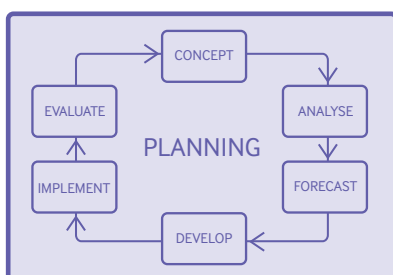 CONCEPT
ANALYSE
FORECAST
DEVELOP
IMPLEMENT
EVALUATE
PLANNING